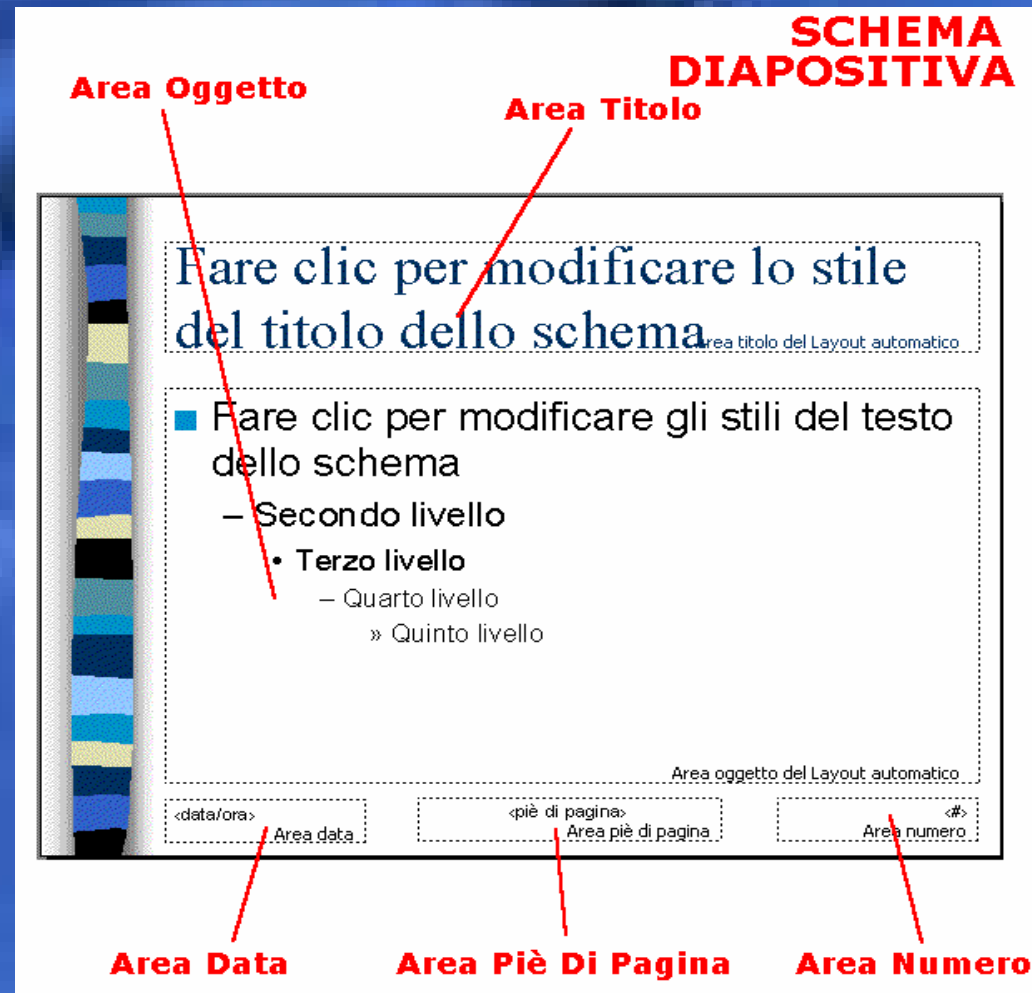 SCHEMA
DIAPOSITIVA
Area Oggetto
Area Titolo
Fare clic per modificare lo stile
del titolo dello schema
Area titolo del Layout automatico
■ Fare clic per modificare gli stili del testo
dello schema
– Secondo livello
• Terzo livello
– Quarto livello
» Quinto livello
Area oggetto del Layout automatico
<data/ora>
Area data
<piè di pagina>
Area piè di pagina
<#>
Area numero
Area Data
Area Piè Di Pagina
Area Numero